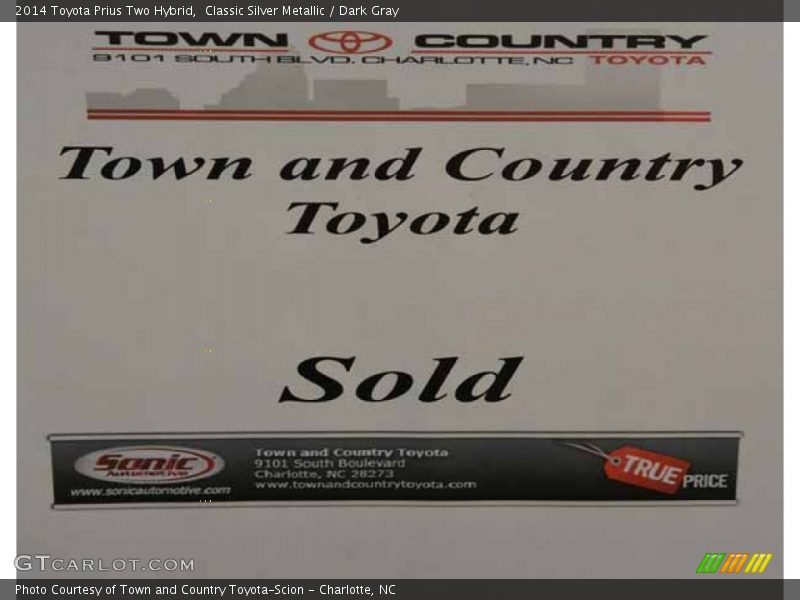 2014 Toyota Prius Two Hybrid,  Classic Silver Metallic / Dark Gray
TOWN COUNTRY
9101 SOUTH BLVD. CHARLOTTE, NC TOYOTA
Town and Country
Toyota
Sold
Sonic
Automotive
www.sonicautomotive.com
Town and Country Toyota
9101 South Boulevard
Charlotte, NC 28273
www.townandcountrytoyota.com
TRUE PRICE
GTCARLOT.COM
Photo Courtesy of Town and Country Toyota-Scion - Charlotte, NC